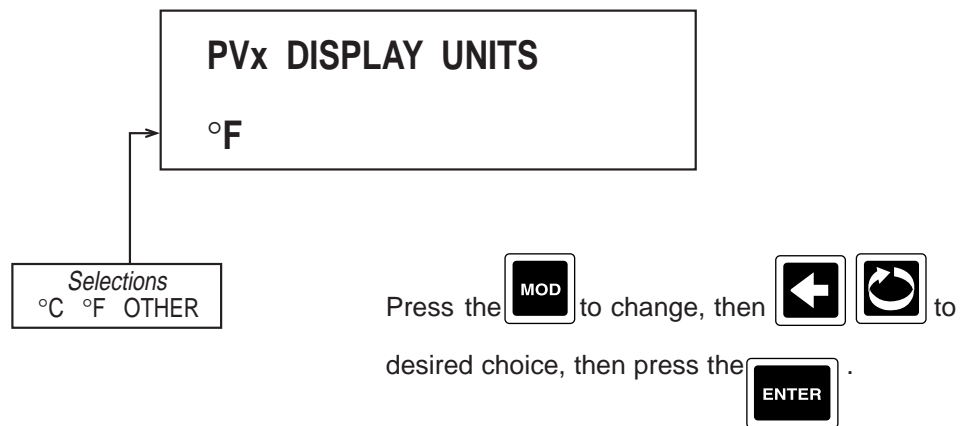 PVx DISPLAY UNITS
°F
Selections
°C °F OTHER
Press the MOD to change, then to
desired choice, then press the ENTER .